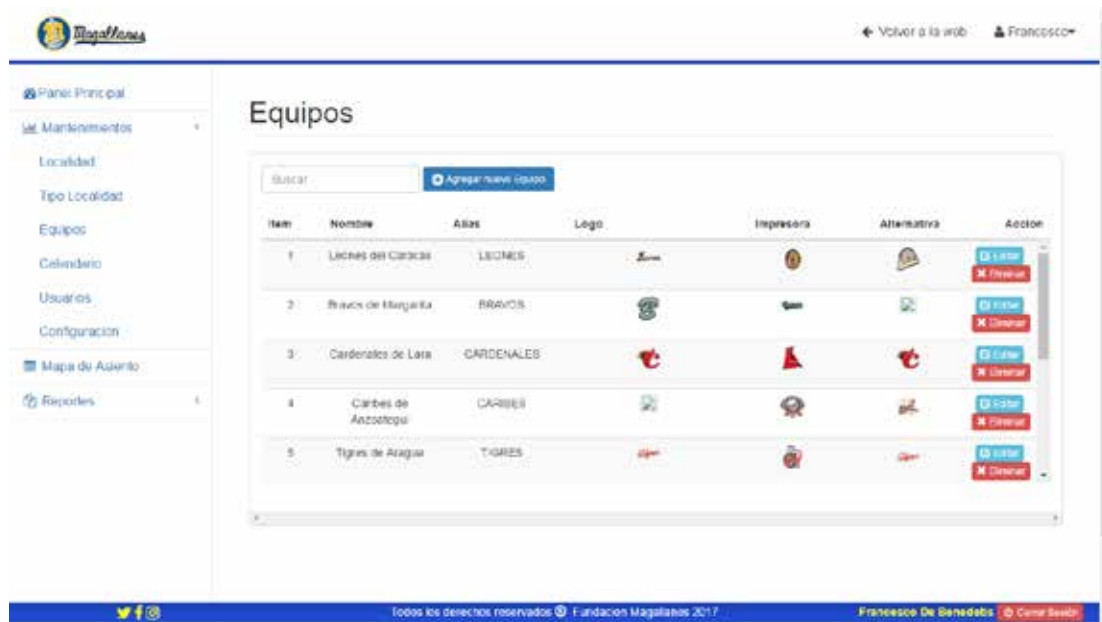 Magallanes
Volver a la web
Francesco
Panel Principal
Mantenimientos
Localidad
Tipo Localidad
Equipos
Calendario
Usuarios
Configuracion
Mapa de Asiento
Reportes
Equipos
Buscar
Agregar nuevo Equipo
Item Nombre Alias Logo Impresora Alternativa Accion
1 Leones del Caracas LEONES Editar
Eliminar
2 Bravos de Margarita BRAVOS Editar
Eliminar
3 Cardenales de Lara CARDENALES Editar
Eliminar
4 Caribes de Anzoategui CARIBES Editar
Eliminar
5 Tigres de Aragua TIGRES Editar
Eliminar
Todos los derechos reservados Fundacion Magallanes 2017
Francesco De Benedetis Cerrar Sesión